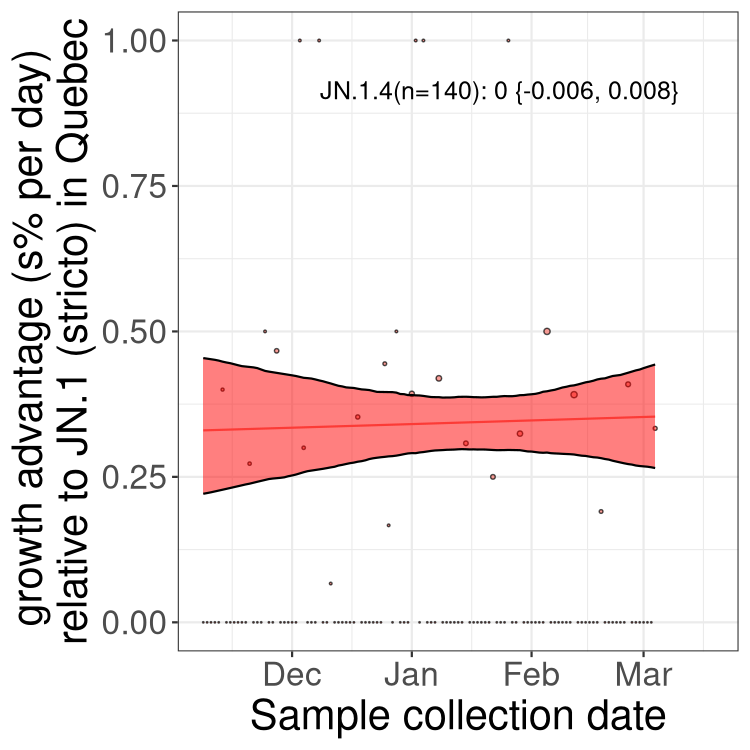 growth advantage (s% per day)
relative to JN.1 (stricto) in Quebec
1.00
0.75
0.50
0.25
0.00
JN.1.4(n=140): 0 {-0.006, 0.008}
Dec Jan Feb Mar
Sample collection date